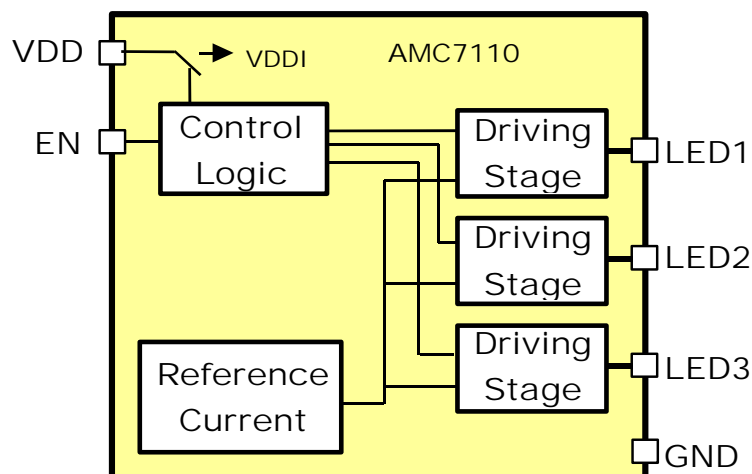 VDD
VDDI
AMC7110
EN
Control
Logic
Driving
Stage
LED1
Driving
Stage
LED2
Driving
Stage
LED3
Reference
Current
GND